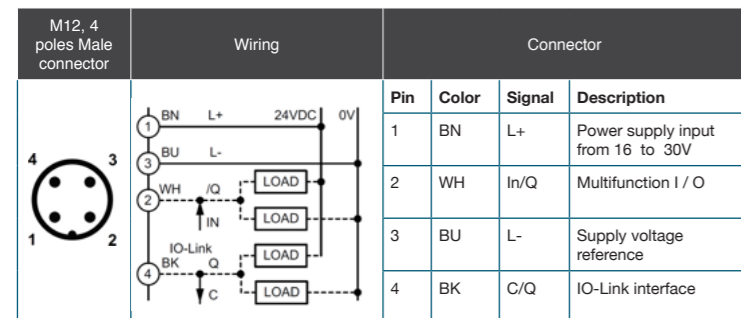 M12, 4
poles Male
connector
Wiring
Connector
4 3
1 2
BN L+ 24VDC 0V
1
BU L-
3
WH /Q LOAD
2
IN LOAD
IO-Link
BK Q LOAD
4
C LOAD
Pin Color Signal Description
1 BN L+ Power supply input
from 16 to 30V
2 WH In/Q Multifunction I / O
3 BU L- Supply voltage
reference
4 BK C/Q IO-Link interface